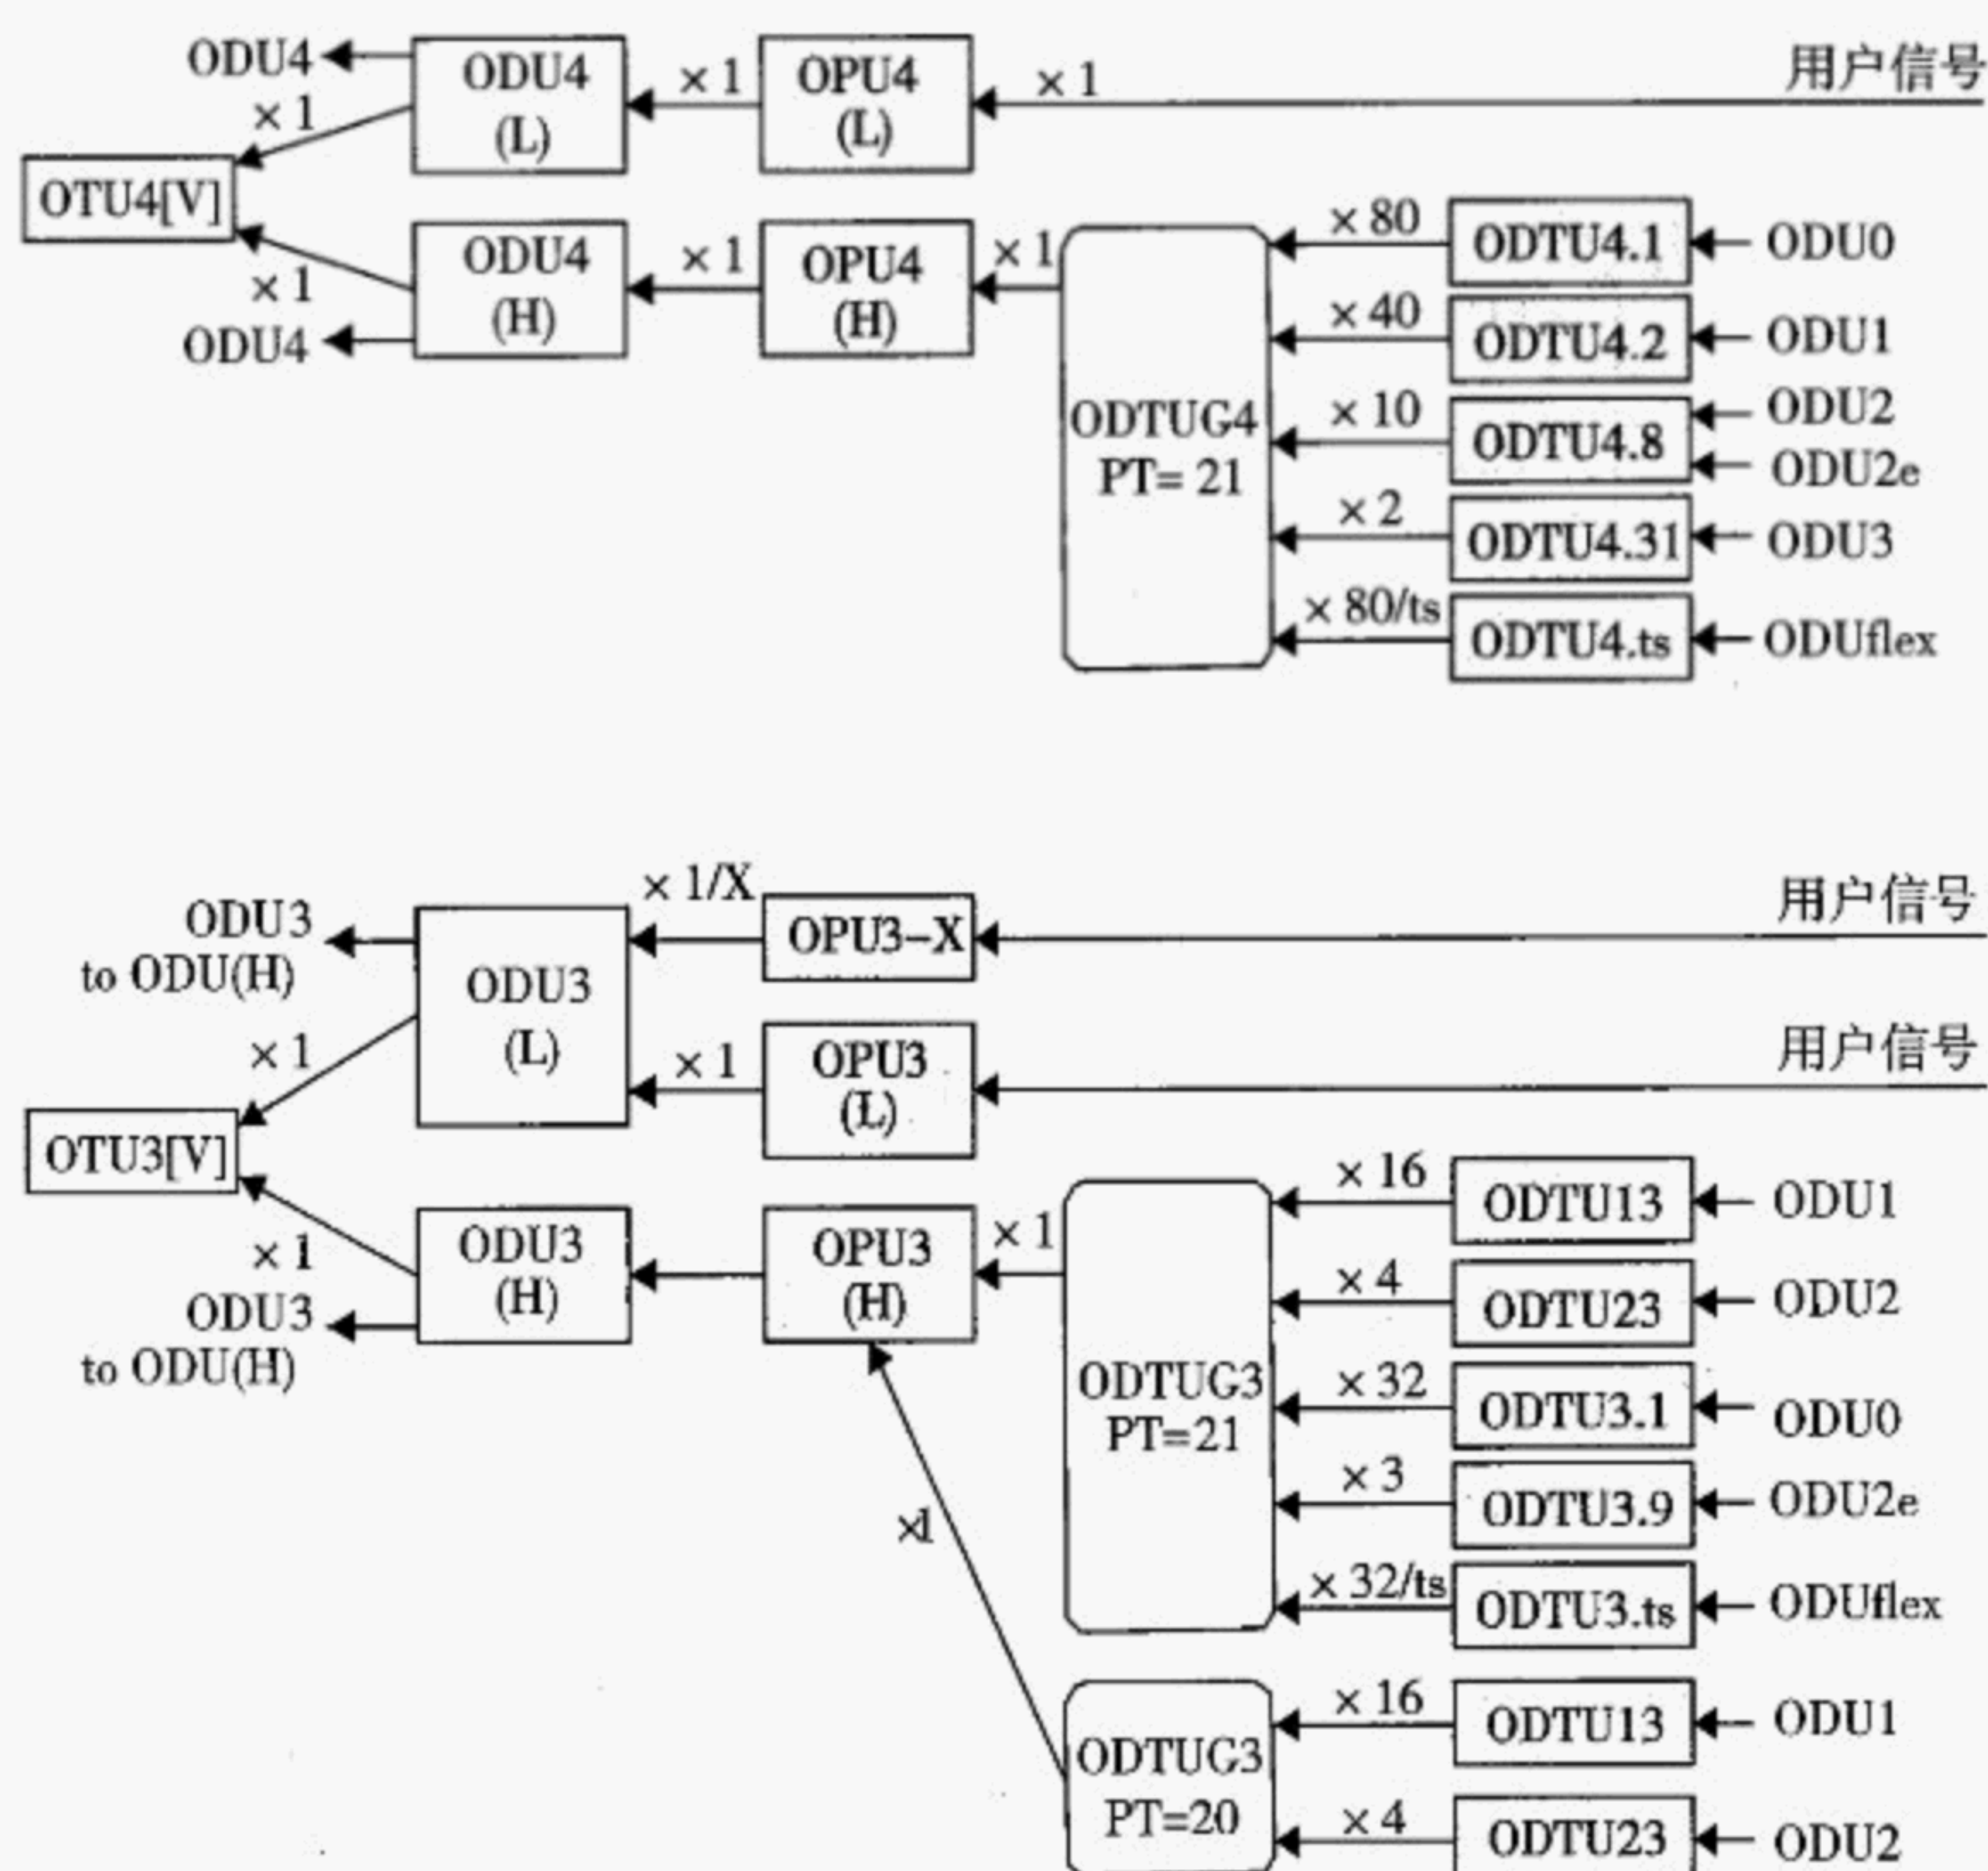 ODU4
ODU4
(L)
× 1
OPU4
(L)
× 1
用户信号
× 1
OTU4[V]
× 1
ODU4
ODU4
(H)
× 1
OPU4
(H)
× 1
ODTUG4
PT= 21
× 80
ODTU4.1
ODU0
× 40
ODTU4.2
ODU1
× 10
ODTU4.8
ODU2
ODU2e
× 2
ODTU4.31
ODU3
× 80/ts
ODTU4.ts
ODUflex
ODU3
to ODU(H)
ODU3
(L)
× 1/X
OPU3–X
用户信号
× 1
OPU3
(L)
用户信号
× 1
OTU3[V]
× 1
ODU3
to ODU(H)
ODU3
(H)
OPU3
(H)
× 1
ODTUG3
PT=21
× 16
ODTU13
ODU1
× 4
ODTU23
ODU2
× 32
ODTU3.1
ODU0
× 3
ODTU3.9
ODU2e
× 32/ts
ODTU3.ts
ODUflex
×1
ODTUG3
PT=20
× 16
ODTU13
ODU1
× 4
ODTU23
ODU2